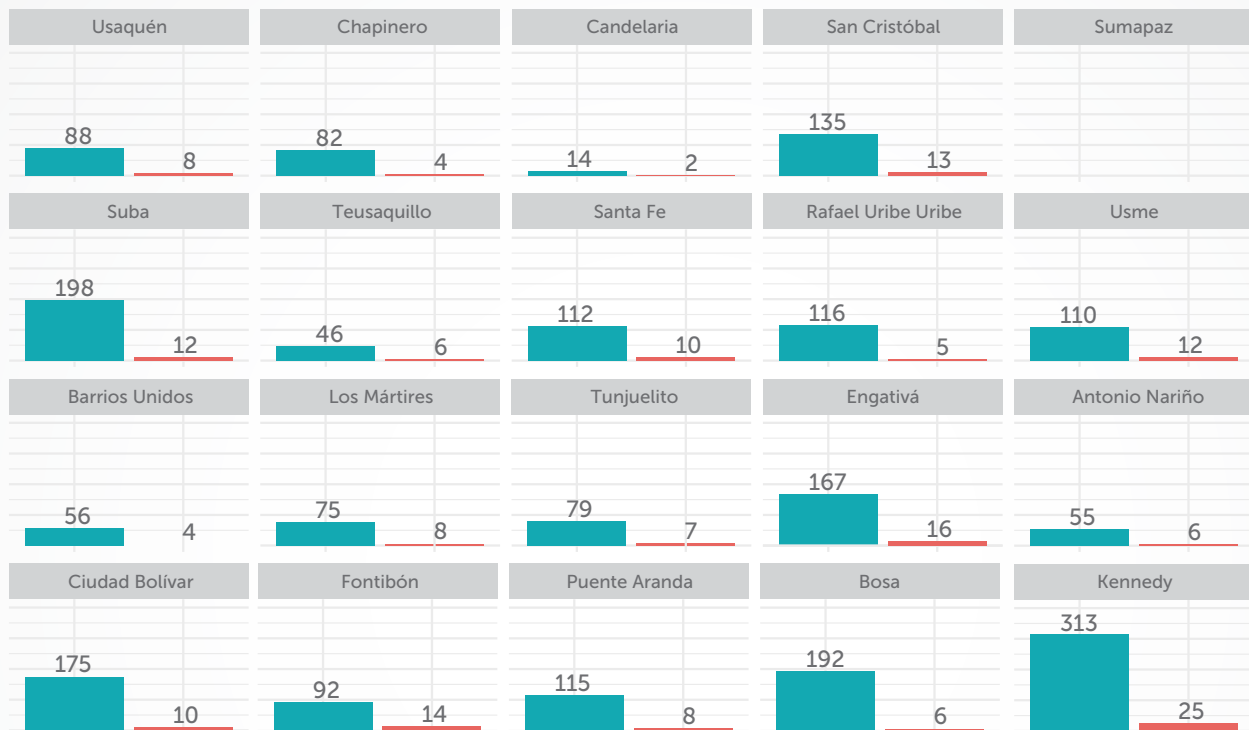 Usaquén Chapinero Candelaria San Cristóbal Sumapaz
88 8 82 4 14 2 135 13
Suba Teusaquillo Santa Fe Rafael Uribe Uribe Usme
198 12 46 6 112 10 116 5 110 12
Barrios Unidos Los Mártires Tunjuelito Engativá Antonio Nariño
56 4 75 8 79 7 167 16 55 6
Ciudad Bolívar Fontibón Puente Aranda Bosa Kennedy
175 10 92 14 115 8 192 6 313 25